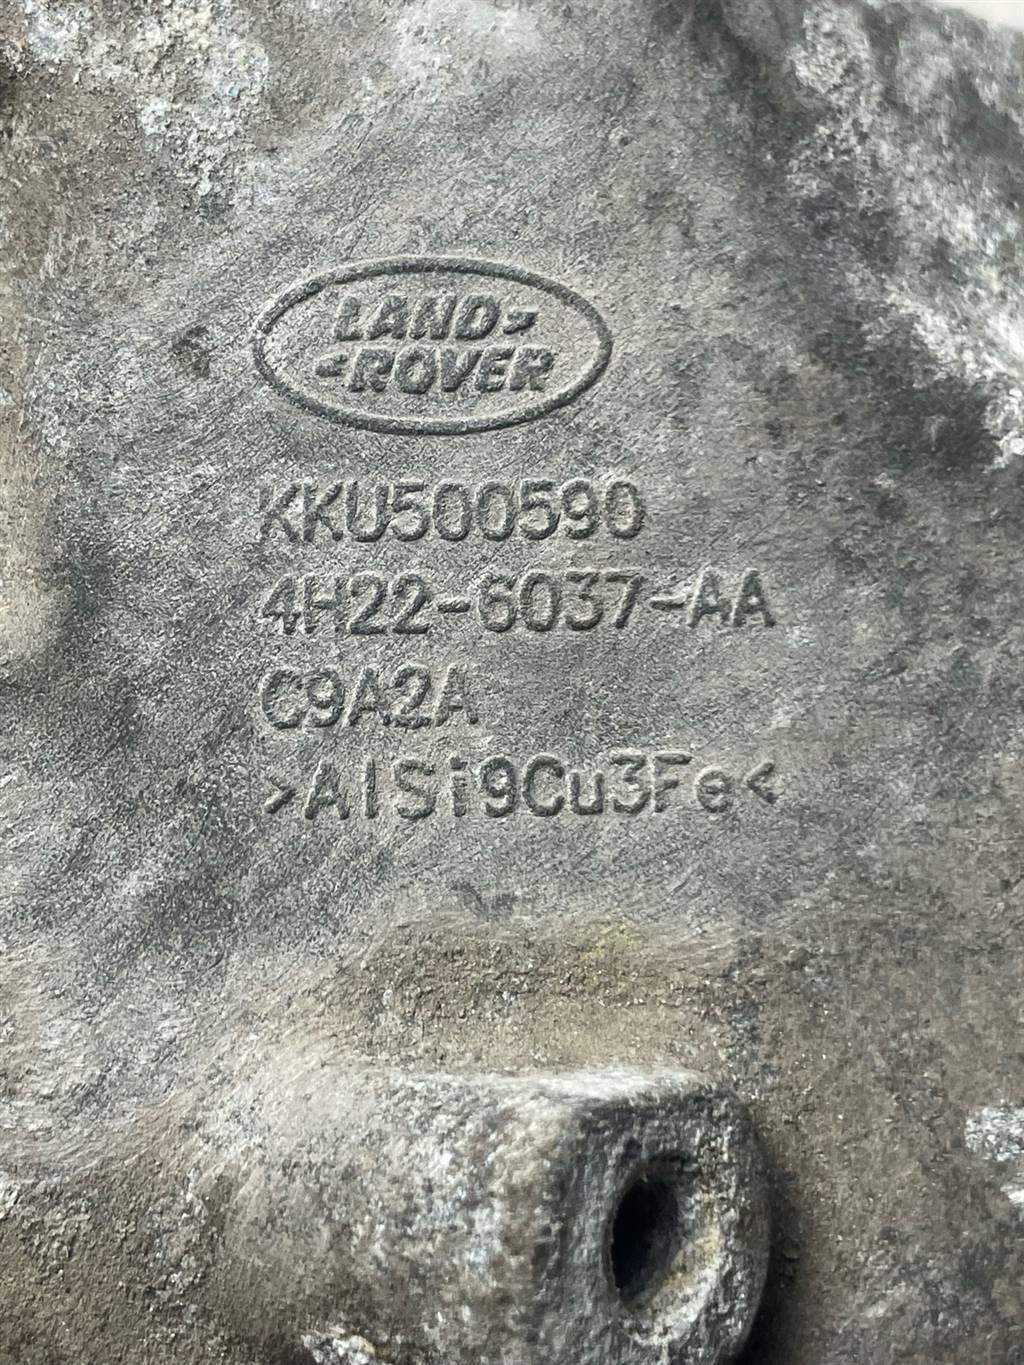 LAND>
<ROVER
KKU500590
4H22-6037-AA
C9A2A
>AlSi9Cu3Fe<